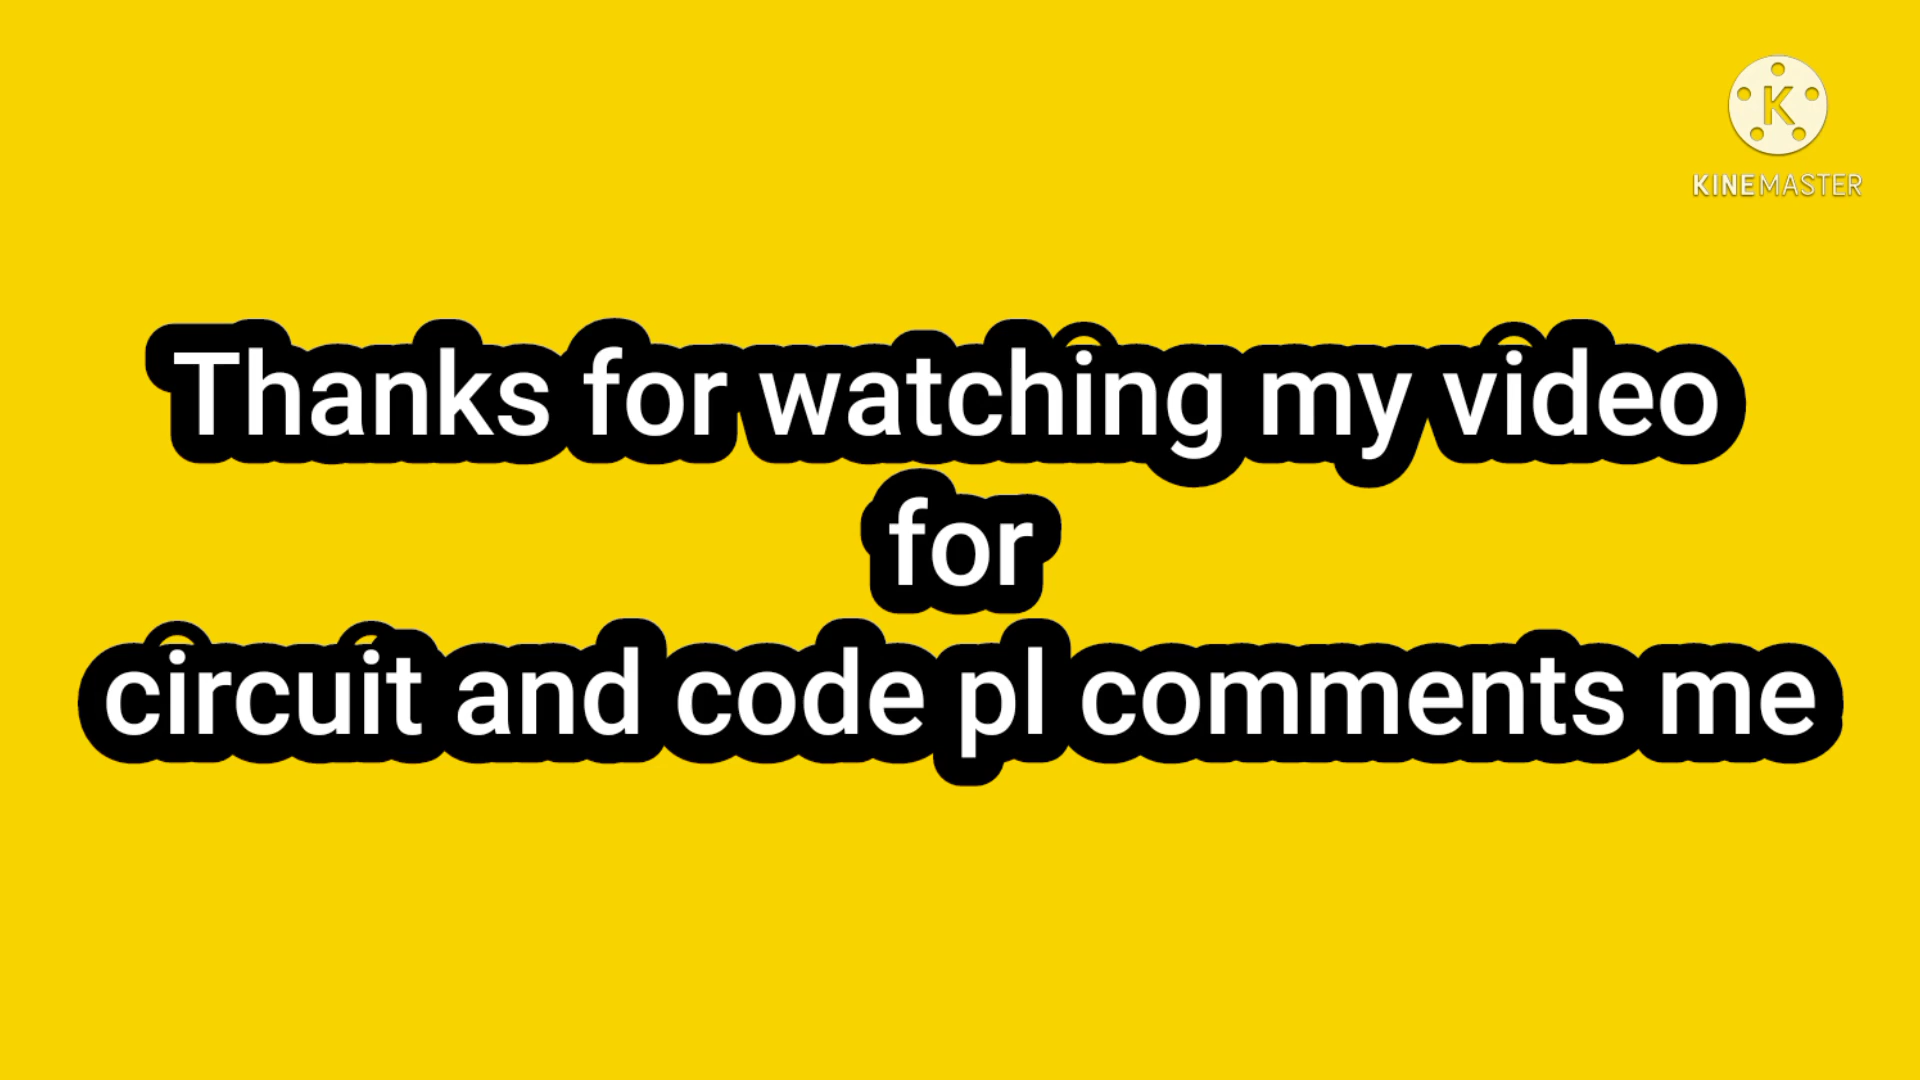 K
KINEMASTER
Thanks for watching my video
for
circuit and code pl comments me